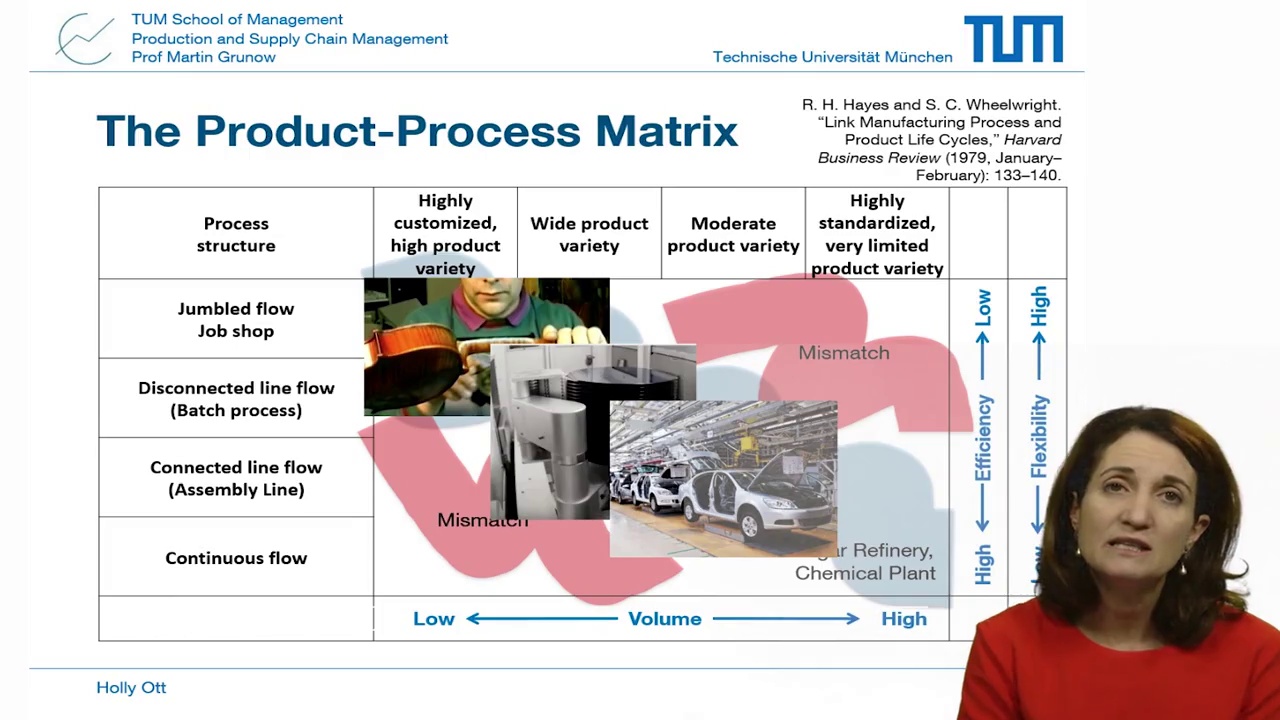 TUM School of Management
Production and Supply Chain Management
Prof Martin Grunow
Technische Universität München
TUM
The Product-Process Matrix
R. H. Hayes and S. C. Wheelwright.
“Link Manufacturing Process and
Product Life Cycles,” Harvard
Business Review (1979, January–
February): 133–140.
Process
structure
Highly
customized,
high product
variety
Wide product
variety
Moderate
product variety
Highly
standardized,
very limited
product variety
Jumbled flow
Job shop
Disconnected line flow
(Batch process)
Connected line flow
(Assembly Line)
Continuous flow
Mismatch
Mismatch
Refinery,
Chemical Plant
Low
Efficiency
High
High
Flexibility
Low Volume High
Holly Ott